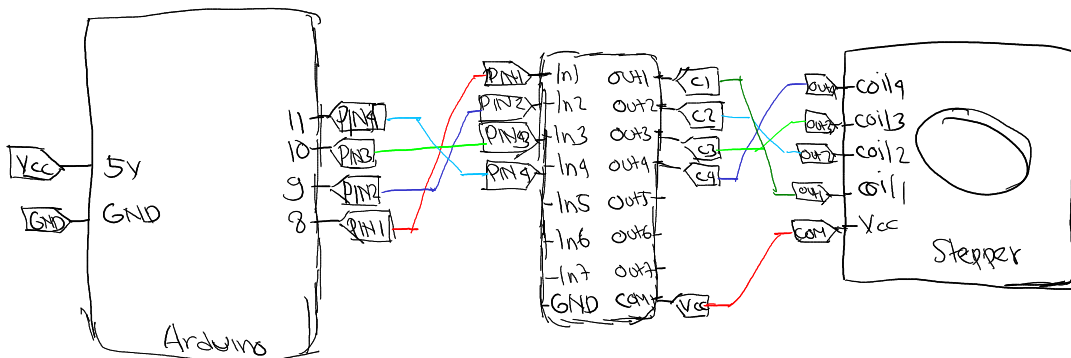 Vcc
GND
5V
GND
11
10
9
8
PIN4
PIN3
PIN2
PIN1
Arduino
PIN1
PIN2
PIN3
PIN4
In1
In2
In3
In4
In5
In6
In7
GND
OUT1
OUT2
OUT3
OUT4
OUT5
OUT6
OUT7
COM
C1
C2
C3
C4
Vcc
OUT4
OUT3
OUT2
OUT1
COM
coil4
coil3
coil2
coil1
Vcc
Stepper